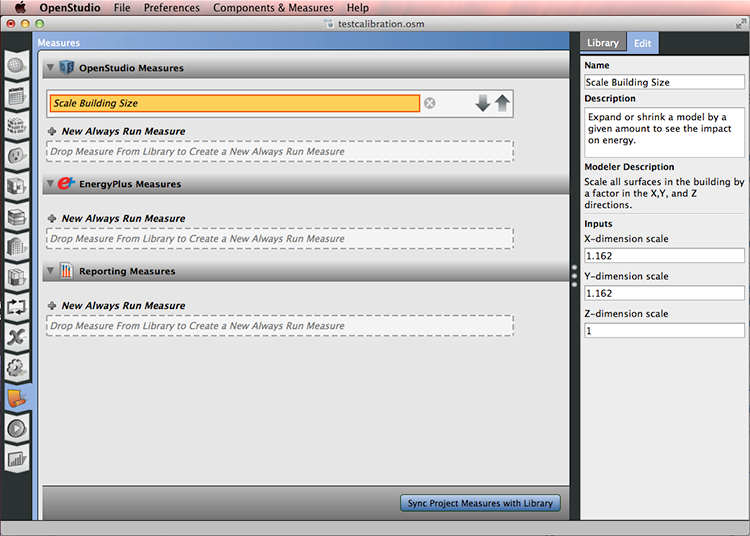 OpenStudio File Preferences Components & Measures Help
testcalibration.osm
Measures
OpenStudio Measures
Scale Building Size
New Always Run Measure
Drop Measure From Library to Create a New Always Run Measure
EnergyPlus Measures
New Always Run Measure
Drop Measure From Library to Create a New Always Run Measure
Reporting Measures
New Always Run Measure
Drop Measure From Library to Create a New Always Run Measure
Sync Project Measures with Library
Library Edit
Name
Scale Building Size
Description
Expand or shrink a model by a
given amount to see the impact
on energy.
Modeler Description
Scale all surfaces in the building by
a factor in the X,Y, and Z
directions.
Inputs
X-dimension scale
1.162
Y-dimension scale
1.162
Z-dimension scale
1